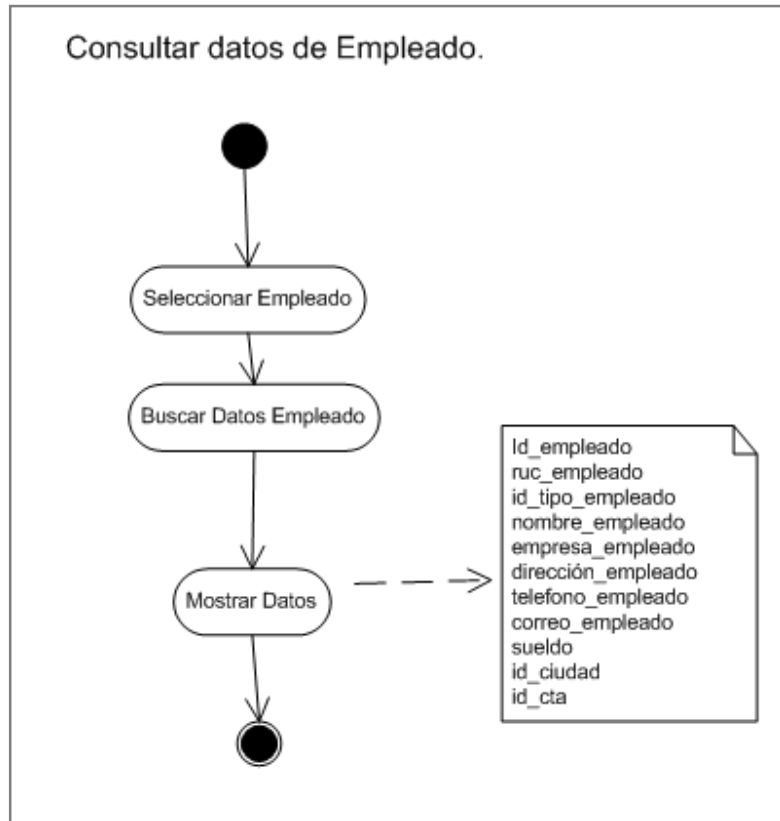 Consultar datos de Empleado.
Seleccionar Empleado
Buscar Datos Empleado
Mostrar Datos
Id_empleado
ruc_empleado
id_tipo_empleado
nombre_empleado
empresa_empleado
dirección_empleado
telefono_empleado
correo_empleado
sueldo
id_ciudad
id_cta